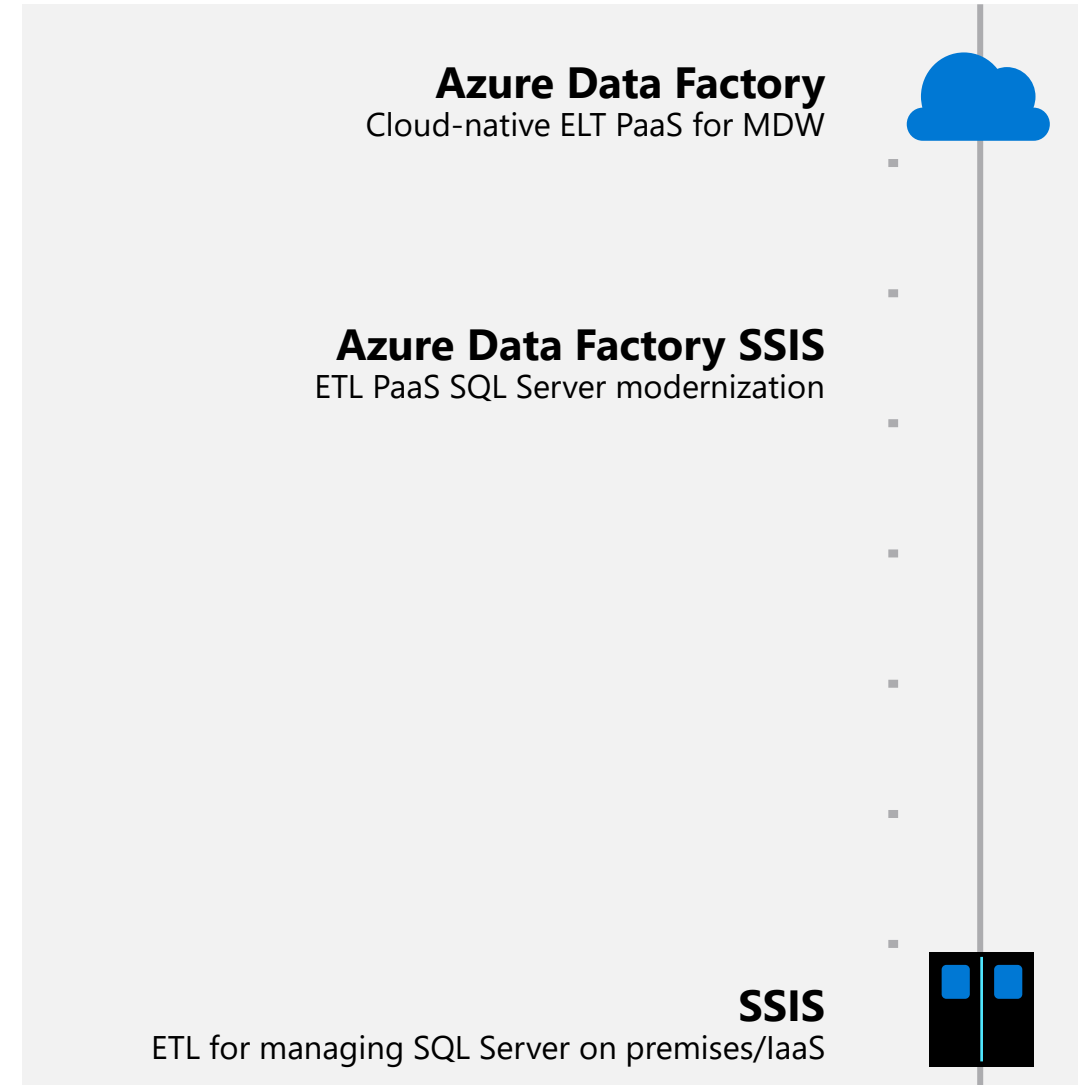 Azure Data Factory
Cloud-native ELT PaaS for MDW
Azure Data Factory SSIS
ETL PaaS SQL Server modernization
SSIS
ETL for managing SQL Server on premises/IaaS